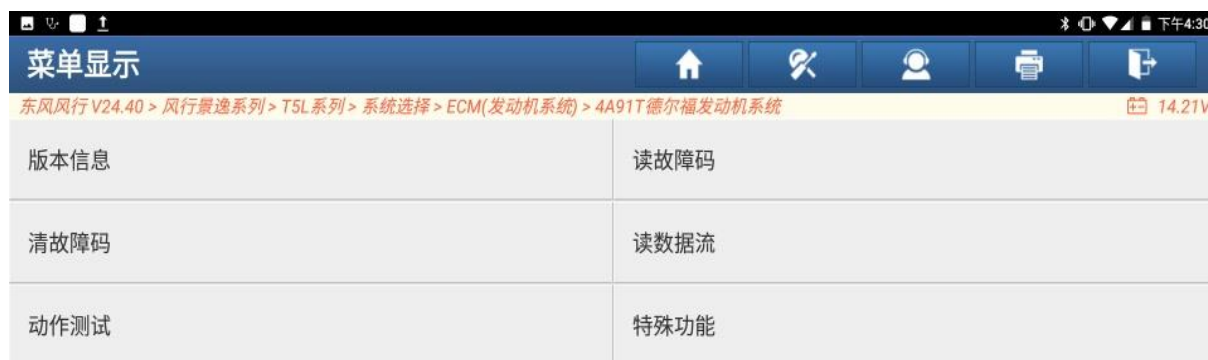 下午4:30
菜单显示
东风风行 V24.40 > 风行景逸系列 > T5L系列 > 系统选择 > ECM(发动机系统) > 4A91T德尔福发动机系统 14.21V
版本信息 读故障码
清故障码 读数据流
动作测试 特殊功能